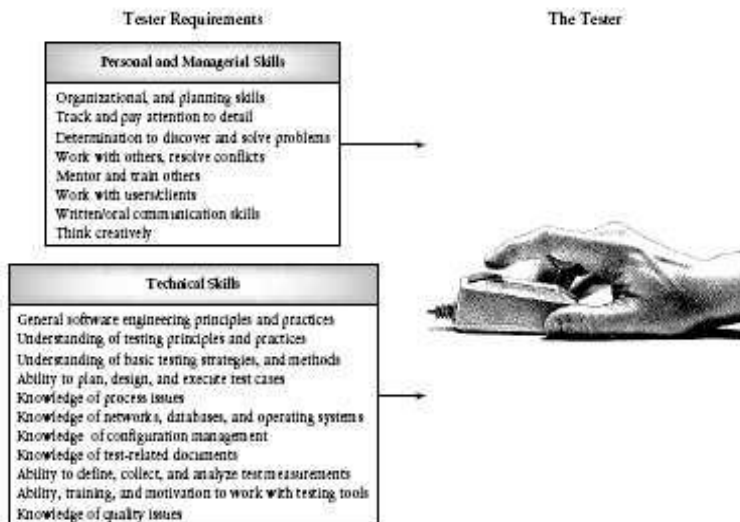 Tester Requirements
The Tester
Personal and Managerial Skills
Organizational, and planning skills
Track and pay attention to detail
Determination to discover and solve problems
Work with others, resolve conflicts
Mentor and train others
Work with users/clients
Written/oral communication skills
Think creatively
Technical Skills
General software engineering principles and practices
Understanding of testing principles and practices
Understanding of basic testing strategies, and methods
Ability to plan, design, and execute test cases
Knowledge of process issues
Knowledge of networks, databases, and operating systems
Knowledge of configuration management
Knowledge of test-related documents
Ability to define, collect, and analyze test measurements
Ability, training, and motivation to work with testing tools
Knowledge of quality issues